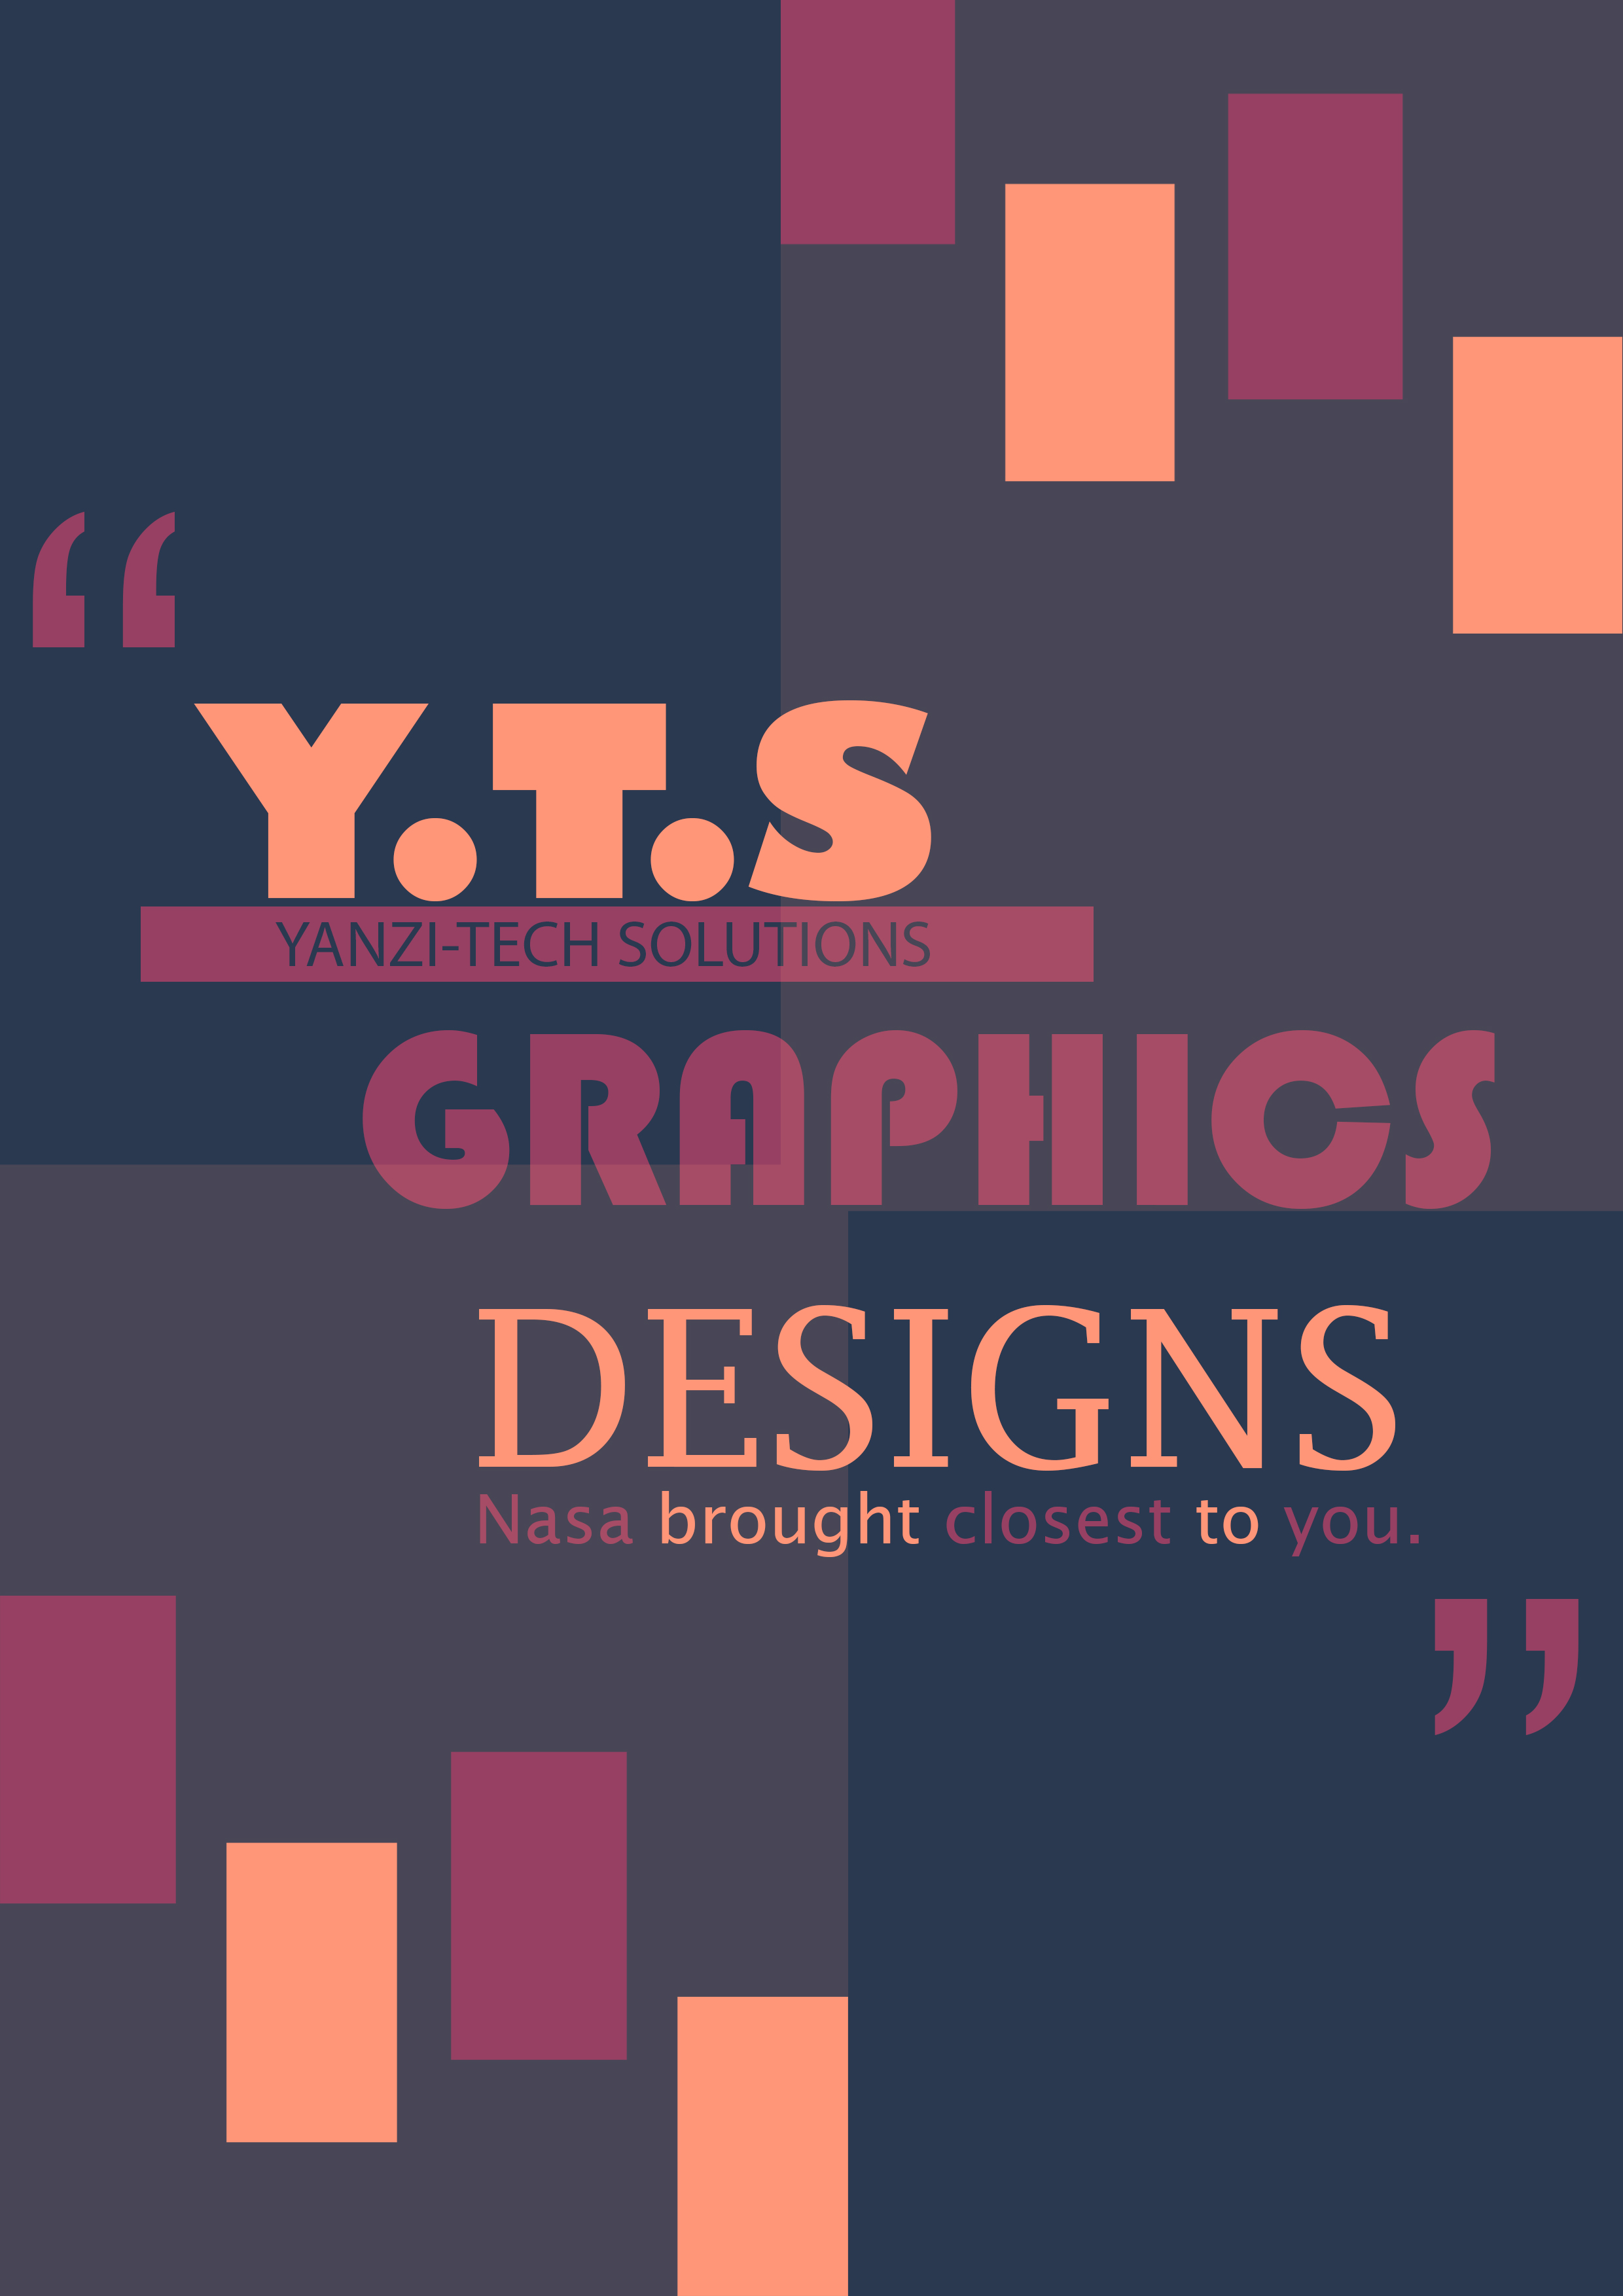 “
Y.T.S
YANZI-TECH SOLUTIONS
GRAPHICS
DESIGNS
Nasa brought closest to you.
”